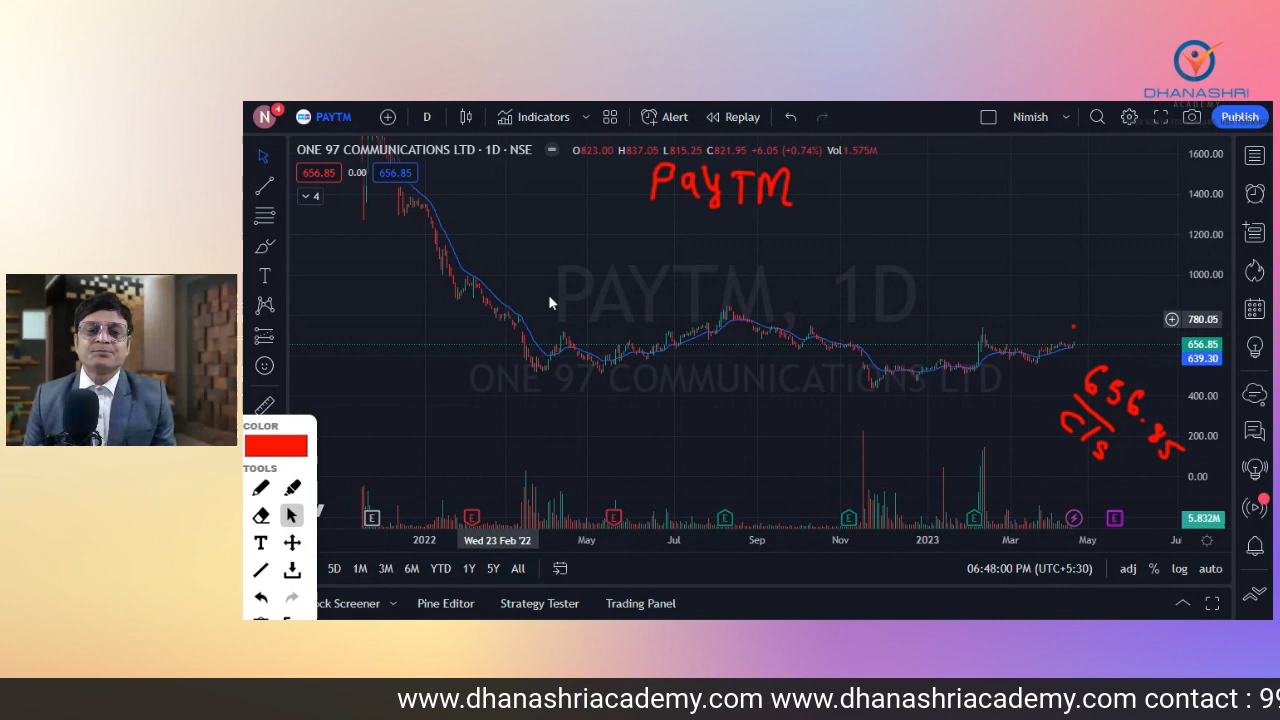 DHANASHRI
ACADEMY
N 4 PAYTM D Indicators Alert Replay Nimish Publish
ONE 97 COMMUNICATIONS LTD · 1D · NSE O823.00 H837.05 L815.25 C821.95 +6.05 (+0.74%) Vol1.575M
656.85 0.00 656.85
4
PayTM
PAYTM, 1D
ONE 97 COMMUNICATIONS LTD
1600.00
1400.00
1200.00
1000.00
780.05
656.85
639.30
400.00
200.00
0.00
5.832M
656.85
COLOR
TOOLS
T
E E E E E E
2022 Wed 23 Feb '22 May Jul Sep Nov 2023 Mar May Jul
5D 1M 3M 6M YTD 1Y 5Y All 06:48:00 PM (UTC+5:30) adj % log auto
ock Screener Pine Editor Strategy Tester Trading Panel
www.dhanashriacademy.com www.dhanashriacademy.com contact : 99